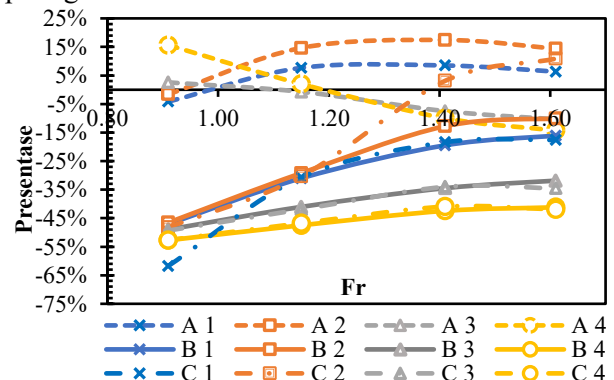 25%
15%
5%
-5%
0.80 1.00 1.20 1.40 1.60
-15%
-25%
-35%
-45%
-55%
-65%
-75%
Presentase
Fr
A 1 A 2 A 3 A 4
B 1 B 2 B 3 B 4
C 1 C 2 C 3 C 4